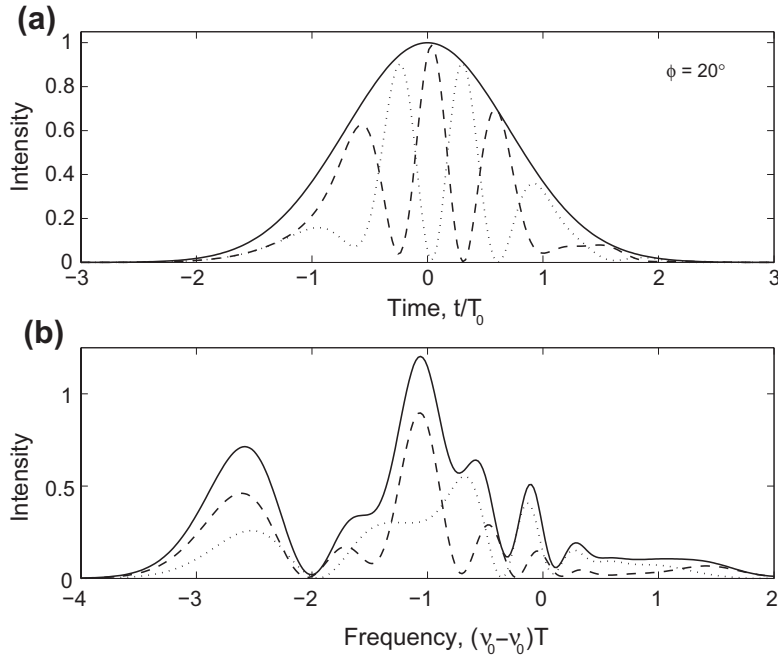 (a)
1
0.8
0.6
0.4
0.2
0
Intensity
ϕ = 20°
−3 −2 −1 0 1 2 3
Time, t/T₀
(b)
1
0.5
0
Intensity
−4 −3 −2 −1 0 1 2
Frequency, (ν₀−ν₀)T